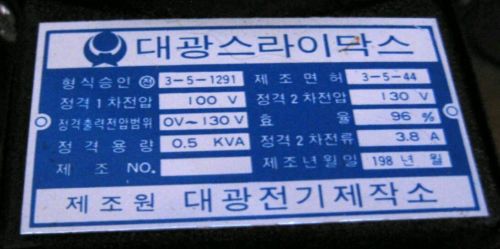 대광스라이닥스
형식승인 전 3-5-1291 제조면허 3-5-44
정격1차전압 100 V 정격2차전압 130 V
정격출력전압범위 0V~130V 효율 96 %
정격용량 0.5 KVA 정격2차전류 3.8 A
제조 NO. 제조년월일 198 년 월
제조원 대광전기제작소